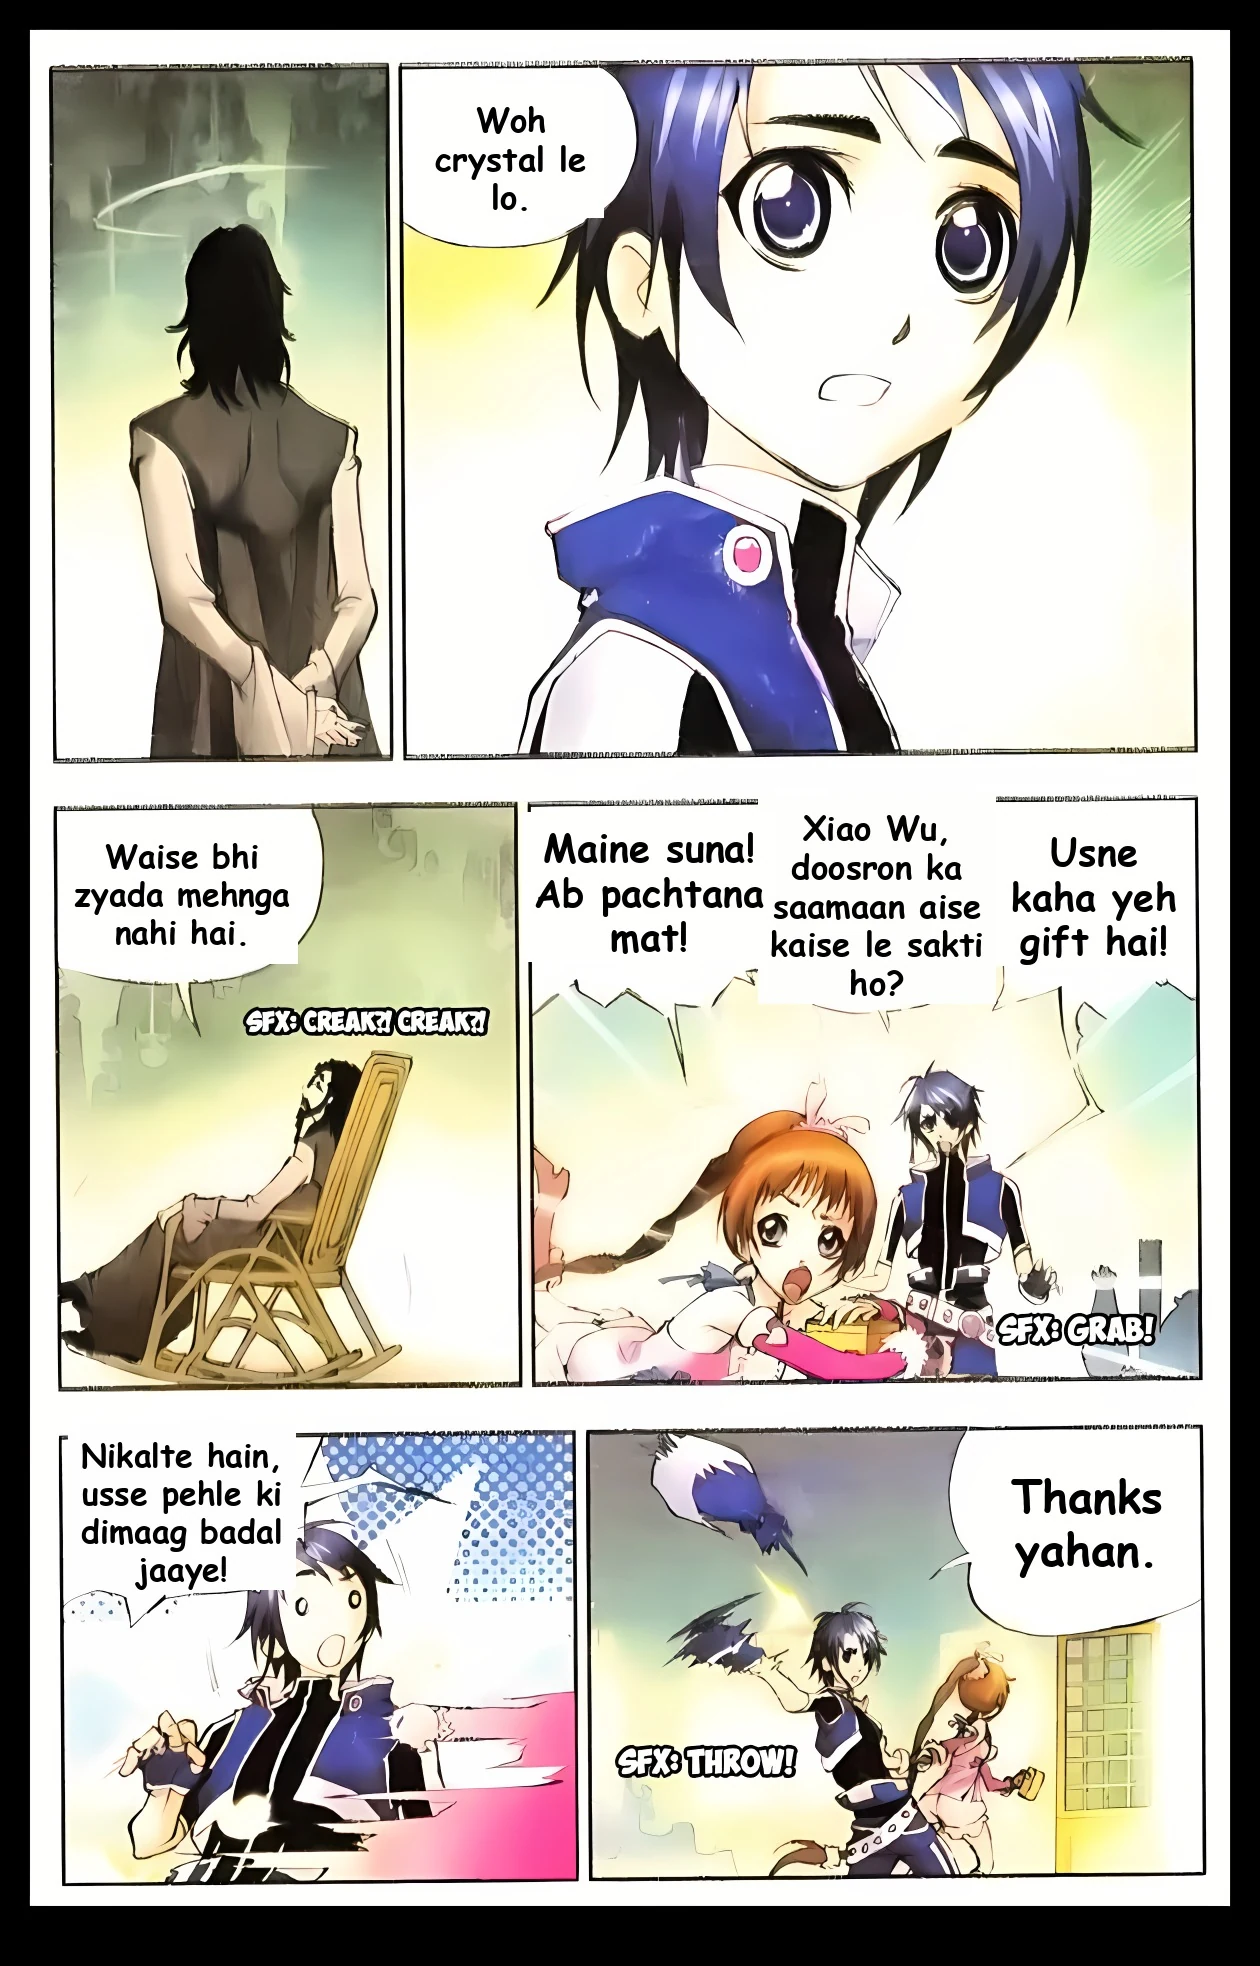 Woh
crystal le
lo.
Waise bhi
zyada mehnga
nahi hai.
SFX: CREAK?! CREAK?!
Maine suna!
Ab pachtana
mat!
Xiao Wu,
doosron ka
saamaan aise
kaise le sakti
ho?
Usne
kaha yeh
gift hai!
SFX: GRAB!
Nikalte hain,
usse pehle ki
dimaag badal
jaaye!
Thanks
yahan.
SFX: THROW!